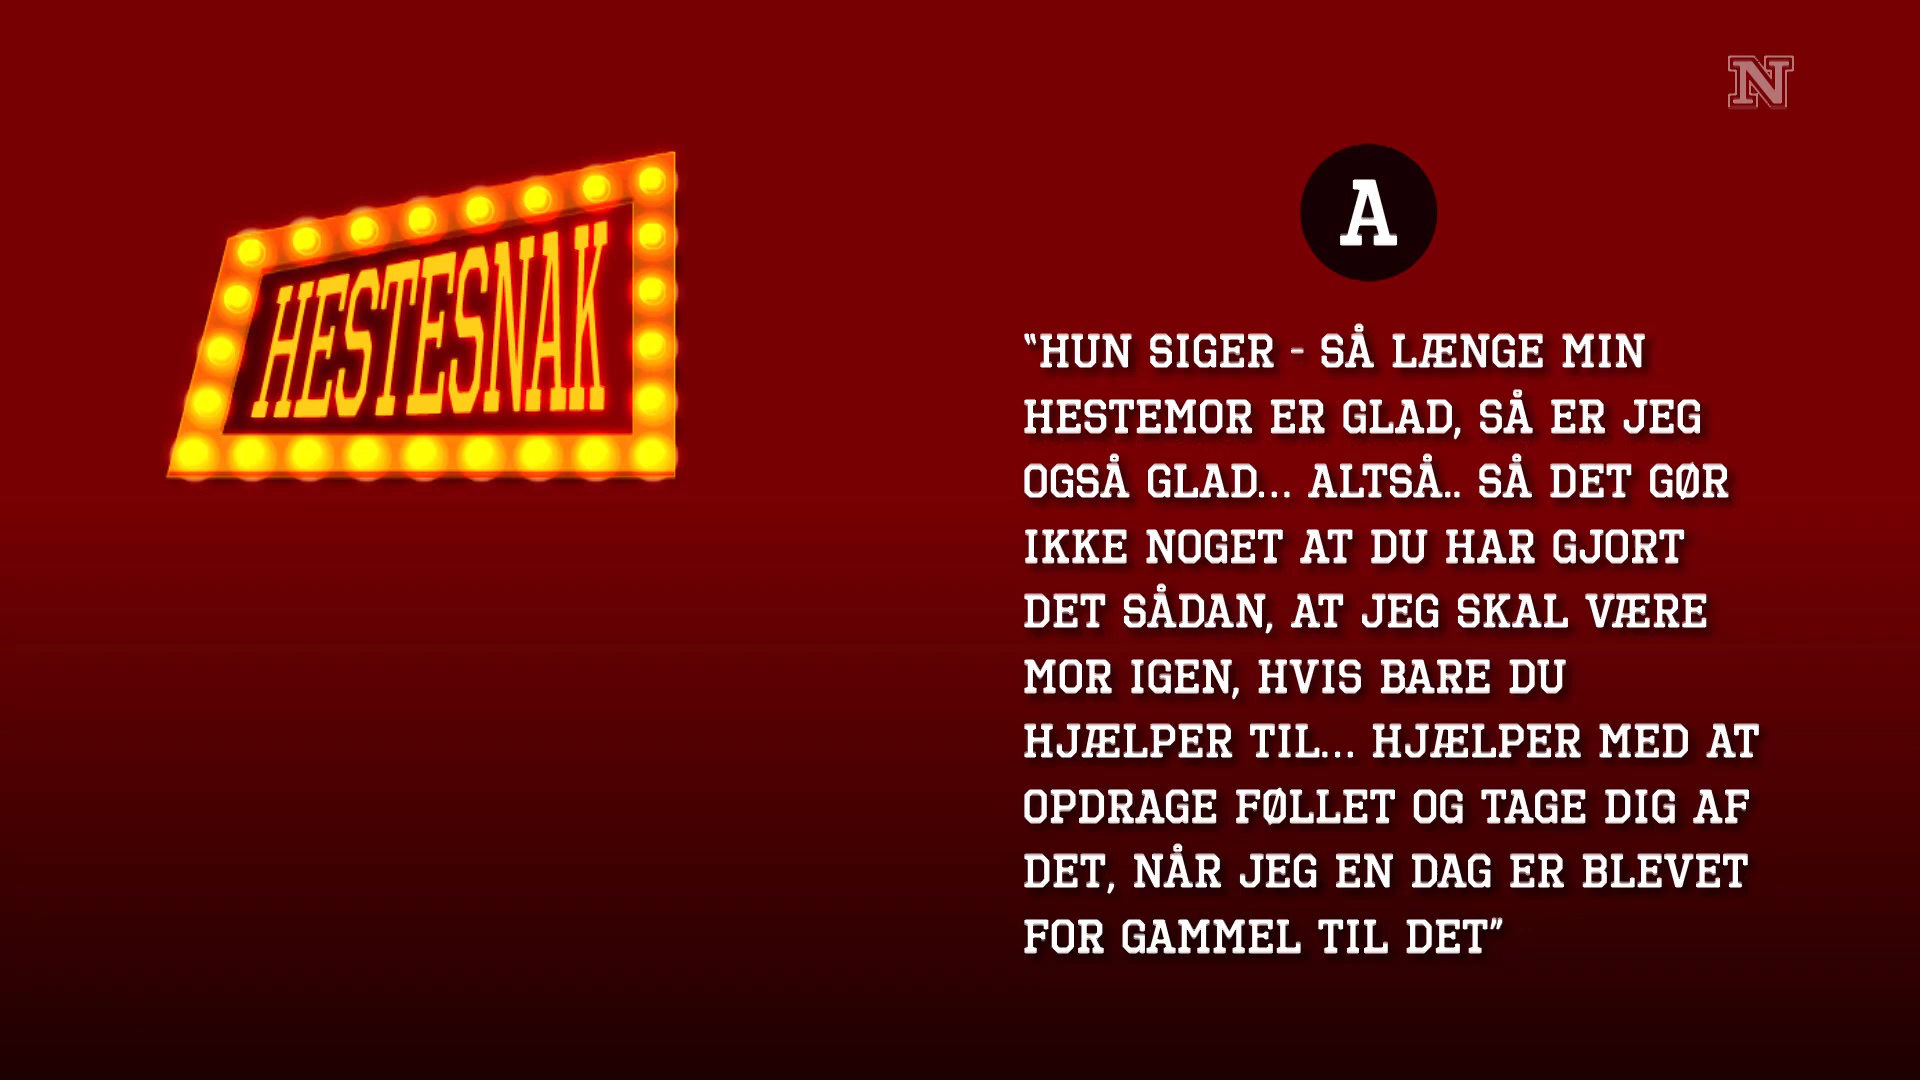 N
HESTESNAK
A
"HUN SIGER - SÅ LÆNGE MIN
HESTEMOR ER GLAD, SÅ ER JEG
OGSÅ GLAD... ALTSÅ.. SÅ DET GØR
IKKE NOGET AT DU HAR GJORT
DET SÅDAN, AT JEG SKAL VÆRE
MOR IGEN, HVIS BARE DU
HJÆLPER TIL... HJÆLPER MED AT
OPDRAGE FØLLET OG TAGE DIG AF
DET, NÅR JEG EN DAG ER BLEVET
FOR GAMMEL TIL DET"